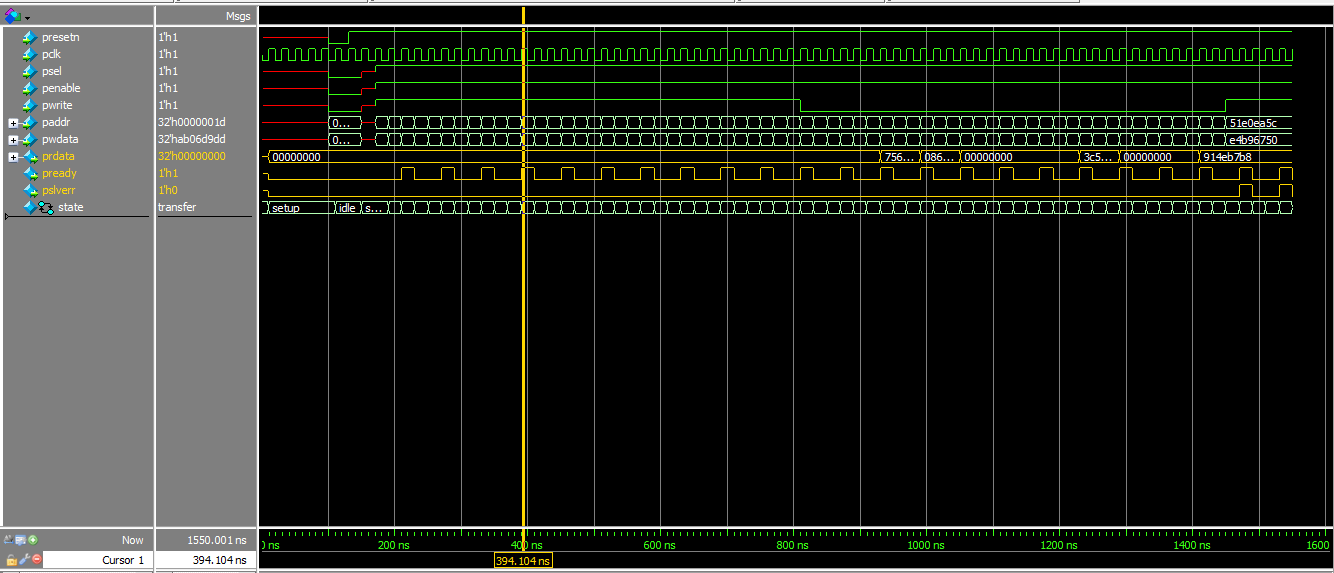 Msgs
presetn 1'h1
pclk 1'h1
psel 1'h1
penable 1'h1
pwrite 1'h1
paddr 32'h0000001d 0... 51e0ea5c
pwdata 32'hab06d9dd 0... e4b96750
prdata 32'h00000000 00000000 756... 086... 00000000 3c5... 00000000 914eb7b8
pready 1'h1
pslverr 1'h0
state transfer setup idle s...
Now 1550.001 ns 0 ns 200 ns 400 ns 600 ns 800 ns 1000 ns 1200 ns 1400 ns 1600
Cursor 1 394.104 ns 394.104 ns